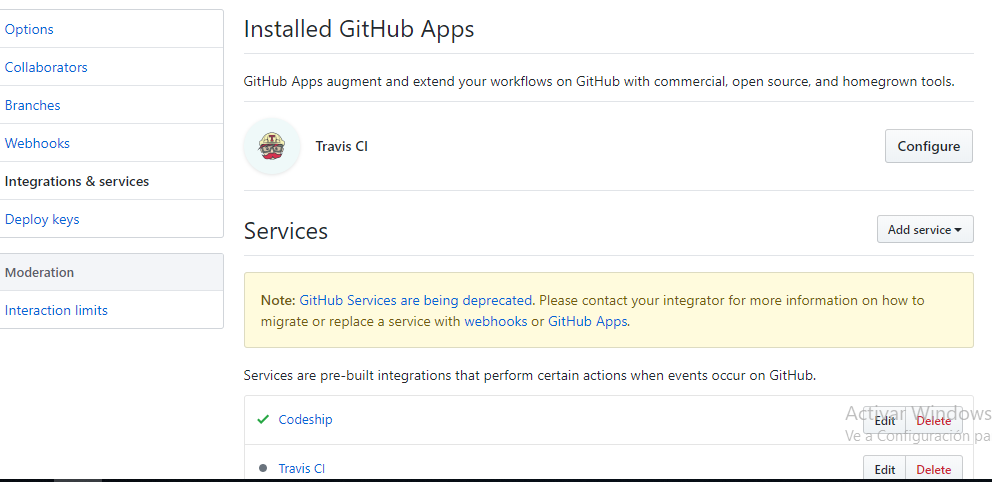 Options
Collaborators
Branches
Webhooks
Integrations & services
Deploy keys
Moderation
Interaction limits
Installed GitHub Apps
GitHub Apps augment and extend your workflows on GitHub with commercial, open source, and homegrown tools.
Travis CI
Configure
Services
Add service
Note: GitHub Services are being deprecated. Please contact your integrator for more information on how to
migrate or replace a service with webhooks or GitHub Apps.
Services are pre-built integrations that perform certain actions when events occur on GitHub.
Codeship
Edit Delete
Travis CI
Edit Delete
Activar Windows
Ve a Configuración pa